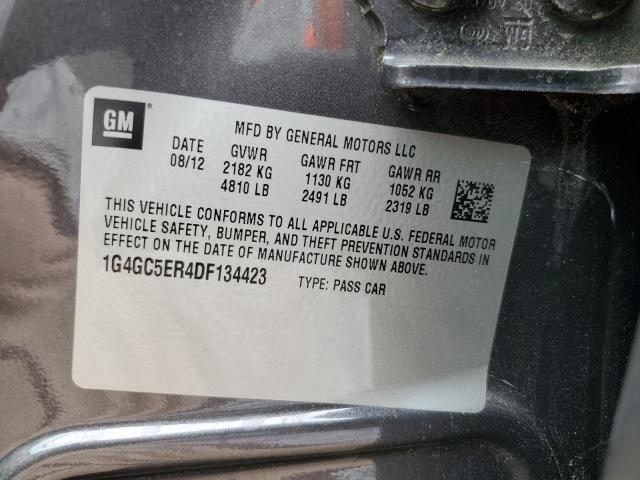 GM
MFD BY GENERAL MOTORS LLC
DATE GVWR GAWR FRT GAWR RR
08/12 2182 KG 1130 KG 1052 KG
4810 LB 2491 LB 2319 LB
THIS VEHICLE CONFORMS TO ALL APPLICABLE U.S. FEDERAL MOTOR
VEHICLE SAFETY, BUMPER, AND THEFT PREVENTION STANDARDS IN
EFFECT ON THE DATE OF MANUFACTURE SHOWN ABOVE.
1G4GC5ER4DF134423 TYPE: PASS CAR